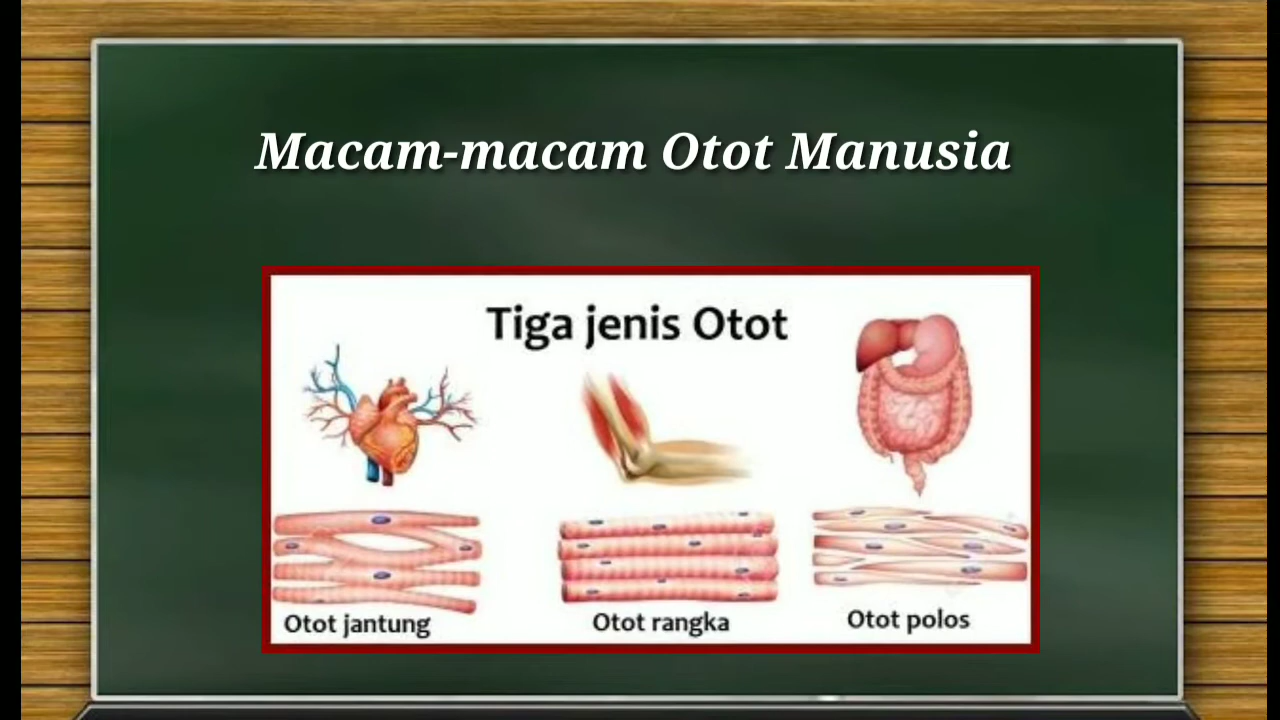 Macam-macam Otot Manusia
Tiga jenis Otot
Otot jantung
Otot rangka
Otot polos